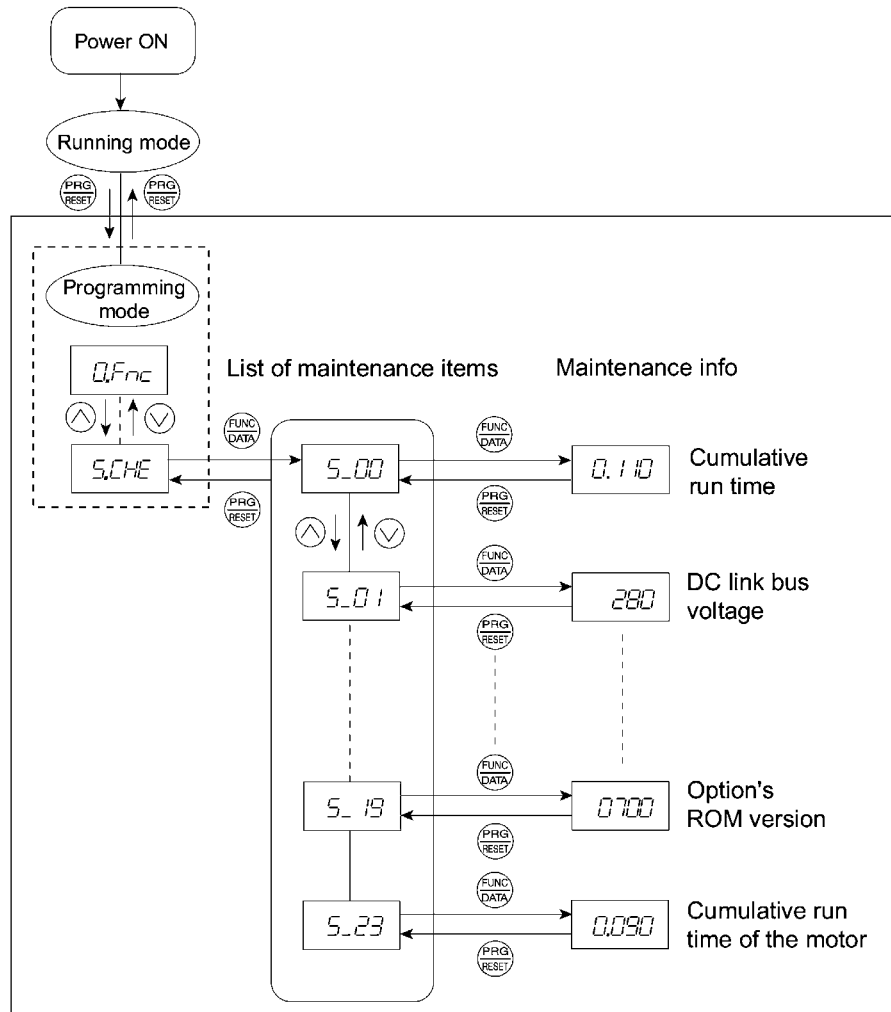 Power ON
Running mode
PRG
RESET
PRG
RESET
Programming
mode
0.Fnc
List of maintenance items
Maintenance info
FUNC
DATA
FUNC
DATA
5.CHE
5_00
0.110
Cumulative
run time
PRG
RESET
PRG
RESET
FUNC
DATA
5_01
280
DC link bus
voltage
PRG
RESET
FUNC
DATA
5_19
0700
Option's
ROM version
PRG
RESET
FUNC
DATA
5_23
0.090
Cumulative run
time of the motor
PRG
RESET